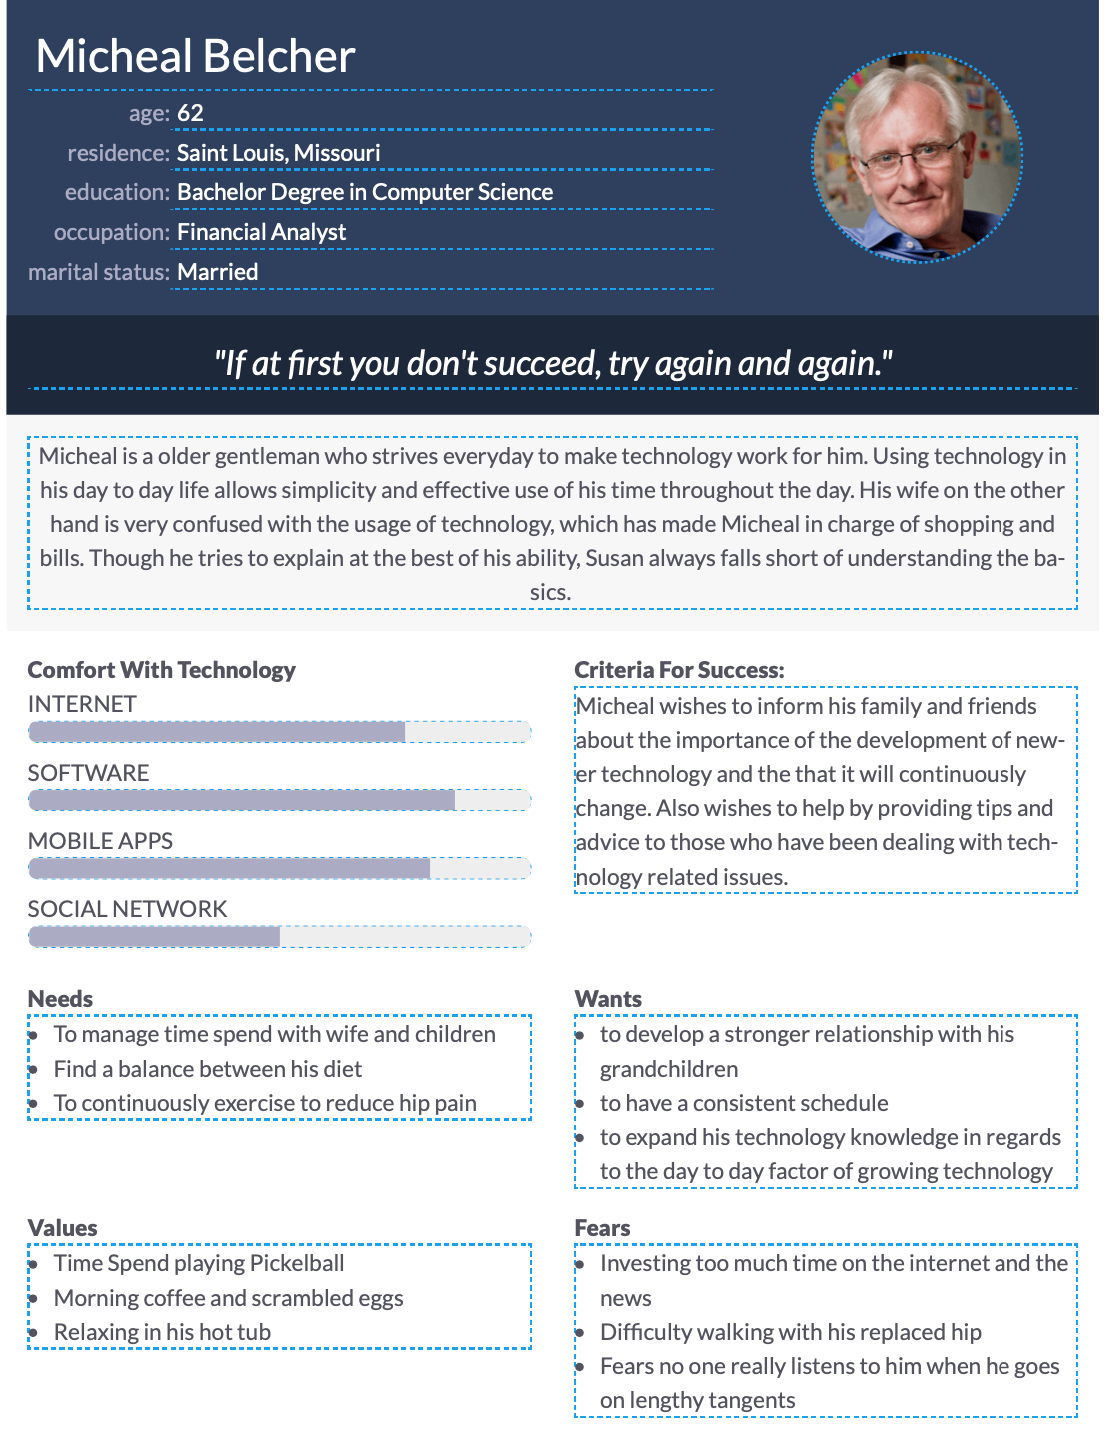 Micheal Belcher
age: 62
residence: Saint Louis, Missouri
education: Bachelor Degree in Computer Science
occupation: Financial Analyst
marital status: Married
"If at first you don't succeed, try again and again."
Micheal is a older gentleman who strives everyday to make technology work for him. Using technology in
his day to day life allows simplicity and effective use of his time throughout the day. His wife on the other
hand is very confused with the usage of technology, which has made Micheal in charge of shopping and
bills. Though he tries to explain at the best of his ability, Susan always falls short of understanding the ba-
sics.
Comfort With Technology
INTERNET
SOFTWARE
MOBILE APPS
SOCIAL NETWORK
Criteria For Success:
Micheal wishes to inform his family and friends
about the importance of the development of new-
er technology and the that it will continuously
change. Also wishes to help by providing tips and
advice to those who have been dealing with tech-
nology related issues.
Needs
• To manage time spend with wife and children
• Find a balance between his diet
• To continuously exercise to reduce hip pain
Wants
• to develop a stronger relationship with his
grandchildren
• to have a consistent schedule
• to expand his technology knowledge in regards
to the day to day factor of growing technology
Values
• Time Spend playing Pickelball
• Morning coffee and scrambled eggs
• Relaxing in his hot tub
Fears
• Investing too much time on the internet and the
news
• Difficulty walking with his replaced hip
• Fears no one really listens to him when he goes
on lengthy tangents